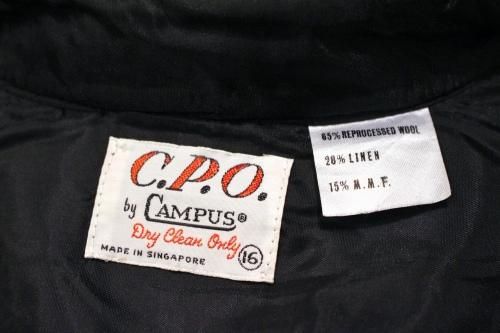 C.P.O.
by CAMPUS®
Dry Clean Only
MADE IN SINGAPORE
16
65% REPROCESSED WOOL
20% LINEN
15% M.M.F.